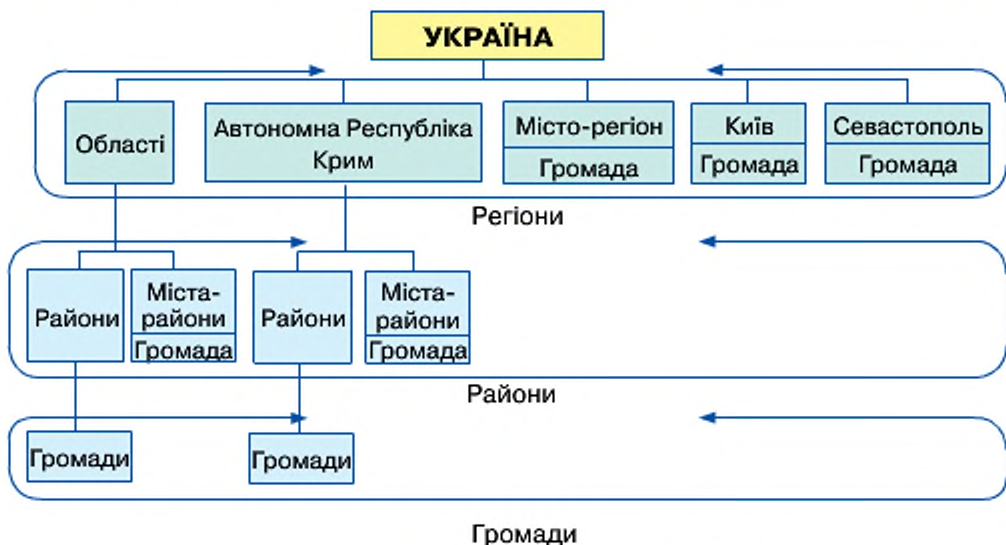 УКРАЇНА
Області
Автономна Республіка
Крим
Місто-регіон
Громада
Київ
Громада
Севастополь
Громада
Регіони
Райони
Міста-
райони
Громада
Райони
Міста-
райони
Громада
Райони
Громади
Громади
Громади